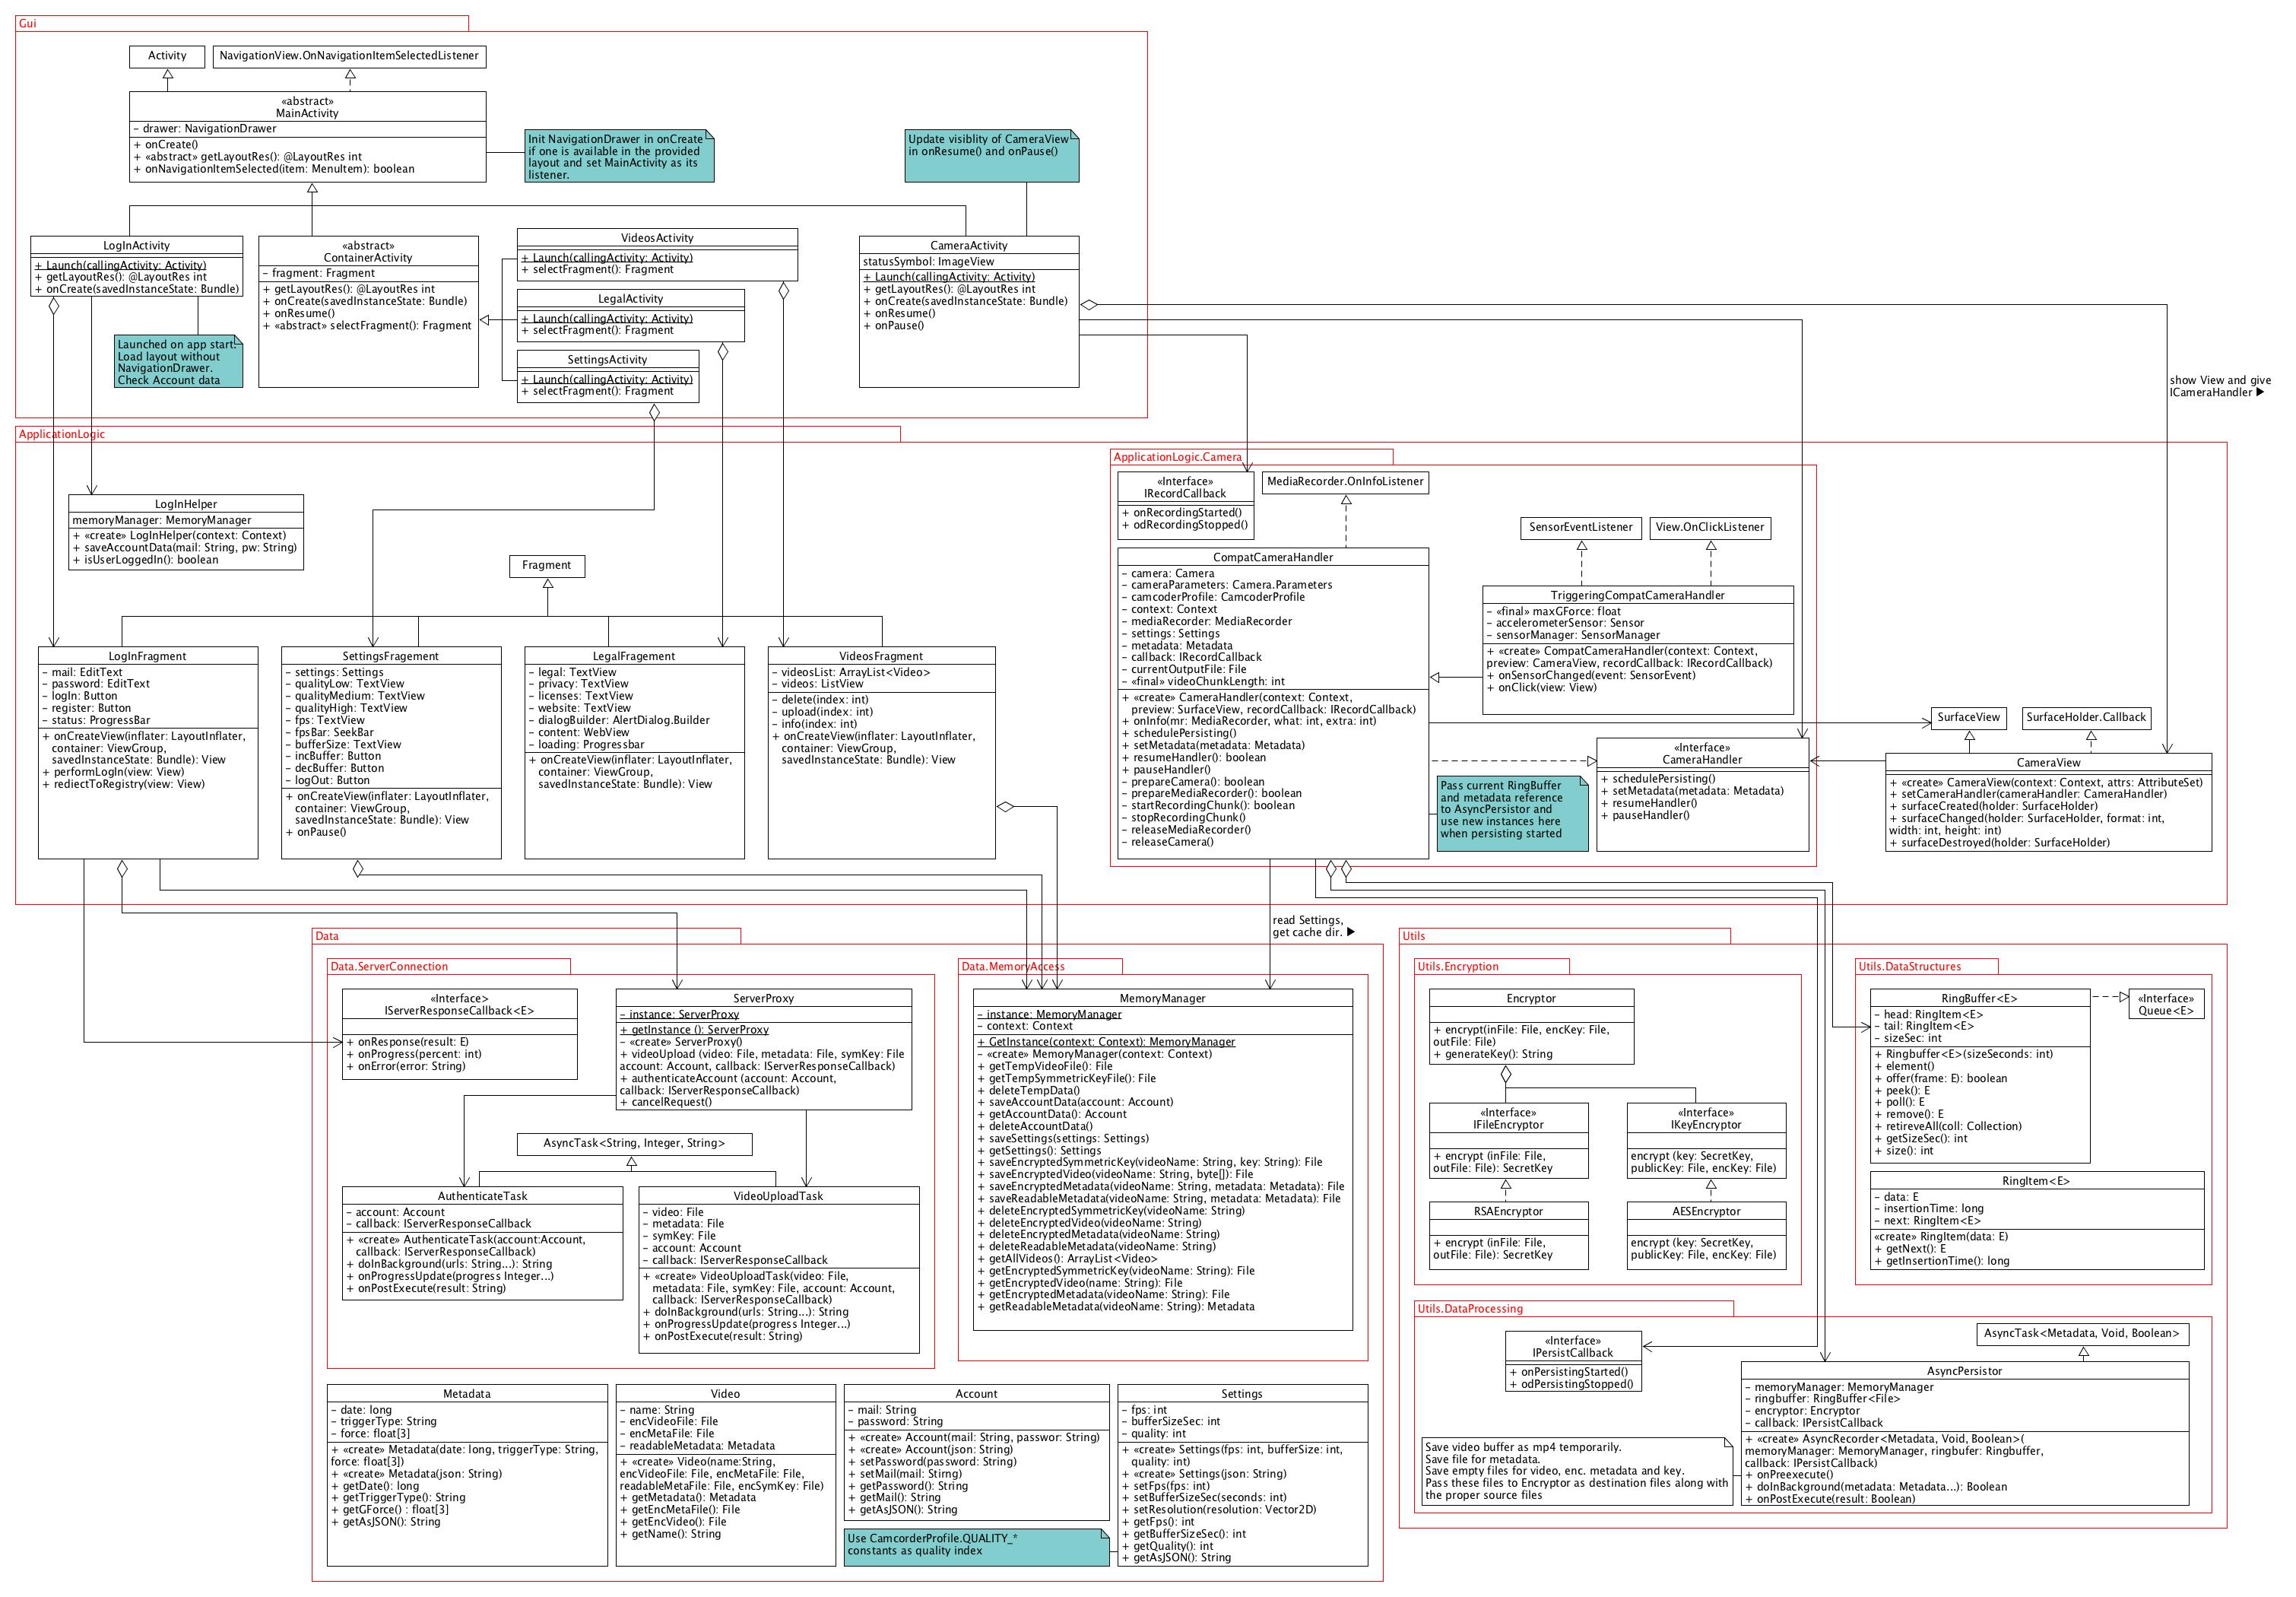 Gui
Activity
NavigationView.OnNavigationItemSelectedListener
«abstract»
MainActivity
– drawer: NavigationDrawer
+ onCreate()
+ «abstract» getLayoutRes(): @LayoutRes int
+ onNavigationItemSelected(item: MenuItem): boolean
Init NavigationDrawer in onCreate
if one is available in the provided
layout and set MainActivity as its
listener.
Update visiblity of CameraView
in onResume() and onPause()
LogInActivity
+ Launch(callingActivity: Activity)
+ getLayoutRes(): @LayoutRes int
+ onCreate(savedInstanceState: Bundle)
Launched on app start.
Load layout without
NavigationDrawer.
Check Account data
«abstract»
ContainerActivity
– fragment: Fragment
+ getLayoutRes(): @LayoutRes int
+ onCreate(savedInstanceState: Bundle)
+ onResume()
+ «abstract» selectFragment(): Fragment
VideosActivity
+ Launch(callingActivity: Activity)
+ selectFragment(): Fragment
LegalActivity
+ Launch(callingActivity: Activity)
+ selectFragment(): Fragment
SettingsActivity
+ Launch(callingActivity: Activity)
+ selectFragment(): Fragment
CameraActivity
statusSymbol: ImageView
+ Launch(callingActivity: Activity)
+ getLayoutRes(): @LayoutRes int
+ onCreate(savedInstanceState: Bundle)
+ onResume()
+ onPause()
show View and give
ICameraHandler ▶
ApplicationLogic
LogInHelper
memoryManager: MemoryManager
+ «create» LogInHelper(context: Context)
+ saveAccountData(mail: String, pw: String)
+ isUserLoggedIn(): boolean
Fragment
LogInFragment
– mail: EditText
– password: EditText
– logIn: Button
– register: Button
– status: ProgressBar
+ onCreateView(inflater: LayoutInflater,
container: ViewGroup,
savedInstanceState: Bundle): View
+ performLogIn(view: View)
+ rediectToRegistry(view: View)
SettingsFragement
– settings: Settings
– qualityLow: TextView
– qualityMedium: TextView
– qualityHigh: TextView
– fps: TextView
– fpsBar: SeekBar
– bufferSize: TextView
– incBuffer: Button
– decBuffer: Button
– logOut: Button
+ onCreateView(inflater: LayoutInflater,
container: ViewGroup,
savedInstanceState: Bundle): View
+ onPause()
LegalFragement
– legal: TextView
– privacy: TextView
– licenses: TextView
– website: TextView
– dialogBuilder: AlertDialog.Builder
– content: WebView
– loading: Progressbar
+ onCreateView(inflater: LayoutInflater,
container: ViewGroup,
savedInstanceState: Bundle): View
VideosFragment
– videosList: ArrayList<Video>
– videos: ListView
– delete(index: int)
– upload(index: int)
– info(index: int)
+ onCreateView(inflater: LayoutInflater,
container: ViewGroup,
savedInstanceState: Bundle): View
ApplicationLogic.Camera
«Interface»
IRecordCallback
+ onRecordingStarted()
+ odRecordingStopped()
MediaRecorder.OnInfoListener
CompatCameraHandler
– camera: Camera
– cameraParameters: Camera.Parameters
– camcoderProfile: CamcoderProfile
– context: Context
– mediaRecorder: MediaRecorder
– settings: Settings
– metadata: Metadata
– callback: IRecordCallback
– currentOutputFile: File
– «final» videoChunkLength: int
+ «create» CameraHandler(context: Context,
preview: SurfaceView, recordCallback: IRecordCallback)
+ onInfo(mr: MediaRecorder, what: int, extra: int)
+ schedulePersisting()
+ setMetadata(metadata: Metadata)
+ resumeHandler(): boolean
+ pauseHandler()
– prepareCamera(): boolean
– prepareMediaRecorder(): boolean
– startRecordingChunk(): boolean
– stopRecordingChunk()
– releaseMediaRecorder()
– releaseCamera()
SensorEventListener
View.OnClickListener
TriggeringCompatCameraHandler
– «final» maxGForce: float
– accelerometerSensor: Sensor
– sensorManager: SensorManager
+ «create» CompatCameraHandler(context: Context,
preview: CameraView, recordCallback: IRecordCallback)
+ onSensorChanged(event: SensorEvent)
+ onClick(view: View)
Pass current RingBuffer
and metadata reference
to AsyncPersistor and
use new instances here
when persisting started
«Interface»
CameraHandler
+ schedulePersisting()
+ setMetadata(metadata: Metadata)
+ resumeHandler()
+ pauseHandler()
SurfaceView
SurfaceHolder.Callback
CameraView
+ «create» CameraView(context: Context, attrs: AttributeSet)
+ setCameraHandler(cameraHandler: CameraHandler)
+ surfaceCreated(holder: SurfaceHolder)
+ surfaceChanged(holder: SurfaceHolder, format: int,
width: int, height: int)
+ surfaceDestroyed(holder: SurfaceHolder)
read Settings,
get cache dir. ▶
Data
Data.ServerConnection
«Interface>
IServerResponseCallback<E>
+ onResponse(result: E)
+ onProgress(percent: int)
+ onError(error: String)
ServerProxy
– instance: ServerProxy
+ getInstance (): ServerProxy
– «create» ServerProxy()
+ videoUpload (video: File, metadata: File, symKey: File
account: Account, callback: IServerResponseCallback)
+ authenticateAccount (account: Account,
callback: IServerResponseCallback)
+ cancelRequest()
AsyncTask<String, Integer, String>
AuthenticateTask
– account: Account
– callback: IServerResponseCallback
+ «create» AuthenticateTask(account:Account,
callback: IServerResponseCallback)
+ doInBackground(urls: String...): String
+ onProgressUpdate(progress Integer...)
+ onPostExecute(result: String)
VideoUploadTask
– video: File
– metadata: File
– symKey: File
– account: Account
– callback: IServerResponseCallback
+ «create» VideoUploadTask(video: File,
metadata: File, symKey: File, account: Account,
callback: IServerResponseCallback)
+ doInBackground(urls: String...): String
+ onProgressUpdate(progress Integer...)
+ onPostExecute(result: String)
Data.MemoryAccess
MemoryManager
– instance: MemoryManager
– context: Context
+ GetInstance(context: Context): MemoryManager
– «create» MemoryManager(context: Context)
+ getTempVideoFile(): File
+ getTempSymmetricKeyFile(): File
+ deleteTempData()
+ saveAccountData(account: Account)
+ getAccountData(): Account
+ deleteAccountData()
+ saveSettings(settings: Settings)
+ getSettings(): Settings
+ saveEncryptedSymmetricKey(videoName: String, key: String): File
+ saveEncryptedVideo(videoName: String, byte[]): File
+ saveEncryptedMetadata(videoName: String, metadata: Metadata): File
+ saveReadableMetadata(videoName: String, metadata: Metadata): File
+ deleteEncryptedSymmetricKey(videoName: String)
+ deleteEncryptedVideo(videoName: String)
+ deleteEncryptedMetadata(videoName: String)
+ deleteReadableMetadata(videoName: String)
+ getAllVideos(): ArrayList<Video>
+ getEncryptedSymmetricKey(videoName: String): File
+ getEncryptedVideo(name: String): File
+ getEncryptedMetadata(videoName: String): File
+ getReadableMetadata(videoName: String): Metadata
Metadata
– date: long
– triggerType: String
– force: float[3]
+ «create» Metadata(date: long, triggerType: String,
force: float[3])
+ «create» Metadata(json: String)
+ getDate(): long
+ getTriggerType(): String
+ getGForce() : float[3]
+ getAsJSON(): String
Video
– name: String
– encVideoFile: File
– encMetaFile: File
– readableMetadata: Metadata
+ «create» Video(name:String,
encVideoFile: File, encMetaFile: File,
readableMetaFile: File, encSymKey: File)
+ getMetadata(): Metadata
+ getEncMetaFile(): File
+ getEncVideo(): File
+ getName(): String
Account
– mail: String
– password: String
+ «create» Account(mail: String, passwor: String)
+ «create» Account(json: String)
+ setPassword(password: String)
+ setMail(mail: Stirng)
+ getPassword(): String
+ getMail(): String
+ getAsJSON(): String
Use CamcorderProfile.QUALITY_*
constants as quality index
Settings
– fps: int
– bufferSizeSec: int
– quality: int
+ «create» Settings(fps: int, bufferSize: int,
quality: int)
+ «create» Settings(json: String)
+ setFps(fps: int)
+ setBufferSizeSec(seconds: int)
+ setResolution(resolution: Vector2D)
+ getFps(): int
+ getBufferSizeSec(): int
+ getQuality(): int
+ getAsJSON(): String
Utils
Utils.Encryption
Encryptor
+ encrypt(inFile: File, encKey: File,
outFile: File)
+ generateKey(): String
«Interface»
IFileEncryptor
+ encrypt (inFile: File,
outFile: File): SecretKey
«Interface»
IKeyEncryptor
encrypt (key: SecretKey,
publicKey: File, encKey: File)
RSAEncryptor
+ encrypt (inFile: File,
outFile: File): SecretKey
AESEncryptor
encrypt (key: SecretKey,
publicKey: File, encKey: File)
Utils.DataStructures
RingBuffer<E>
– head: RingItem<E>
– tail: RingItem<E>
– sizeSec: int
+ Ringbuffer<E>(sizeSeconds: int)
+ element()
+ offer(frame: E): boolean
+ peek(): E
+ poll(): E
+ remove(): E
+ retireveAll(coll: Collection)
+ getSizeSec(): int
+ size(): int
«Interface»
Queue<E>
RingItem<E>
– data: E
– insertionTime: long
– next: RingItem<E>
«create» RingItem(data: E)
+ getNext(): E
+ getInsertionTime(): long
Utils.DataProcessing
«Interface»
IPersistCallback
+ onPersistingStarted()
+ odPersistingStopped()
AsyncTask<Metadata, Void, Boolean>
AsyncPersistor
– memoryManager: MemoryManager
– ringbuffer: RingBuffer<File>
– encryptor: Encryptor
– callback: IPersistCallback
+ «create» AsyncRecorder<Metadata, Void, Boolean>(
memoryManager: MemoryManager, ringbufer: Ringbuffer,
callback: IPersistCallback)
+ onPreexecute()
+ doInBackground(metadata: Metadata...): Boolean
+ onPostExecute(result: Boolean)
Save video buffer as mp4 temporarily.
Save file for metadata.
Save empty files for video, enc. metadata and key.
Pass these files to Encryptor as destination files along with
the proper source files